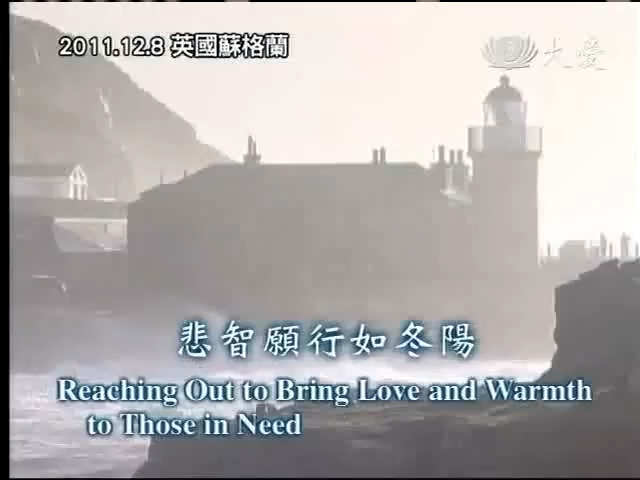 2011.12.8 英國蘇格蘭
大愛
悲智願行如冬陽
Reaching Out to Bring Love and Warmth
to Those in Need